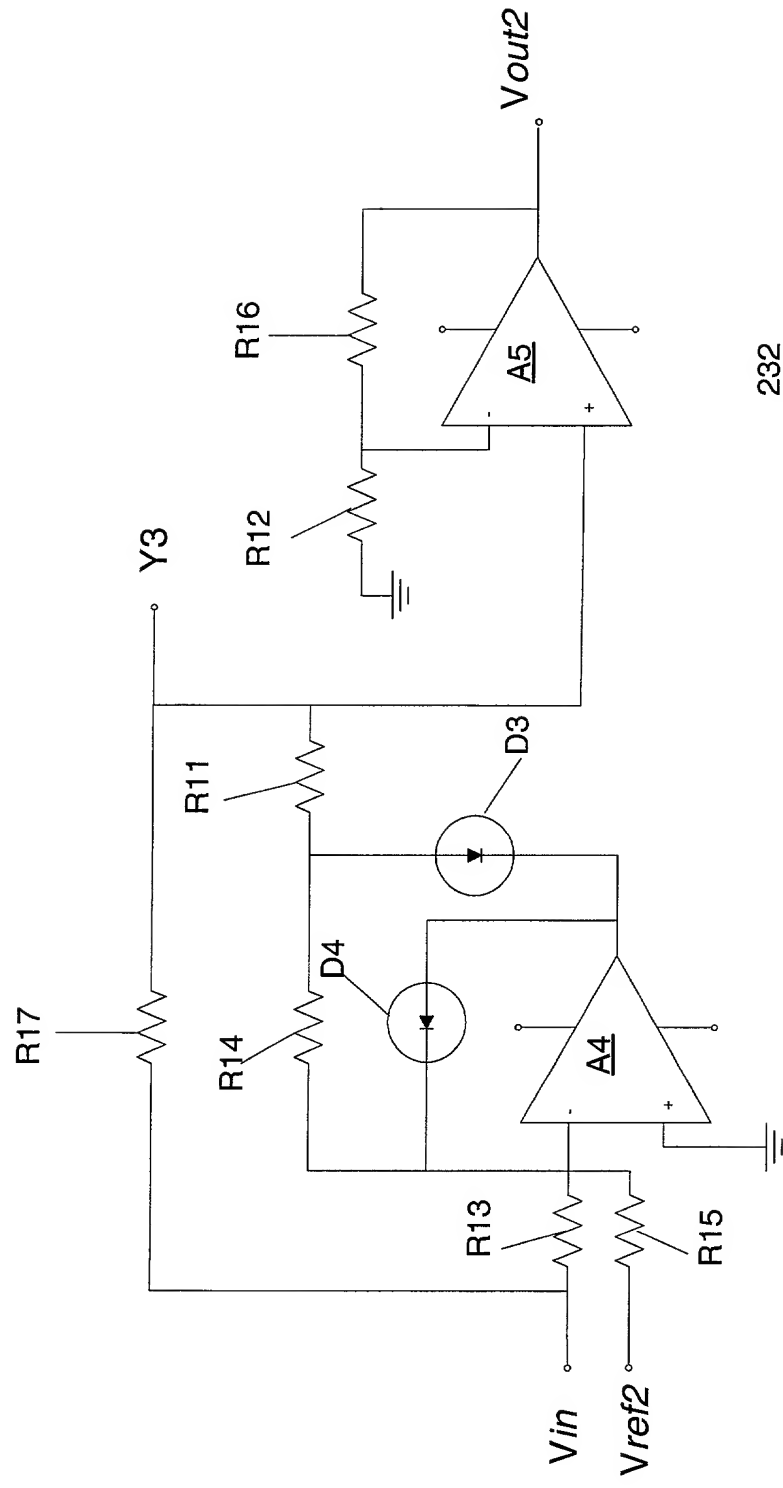 R17
Y3
R16
R12
Vout2
R11
R14
D4
D3
-
+
A5
R13
R15
-
+
A4
Vin
Vref2
232